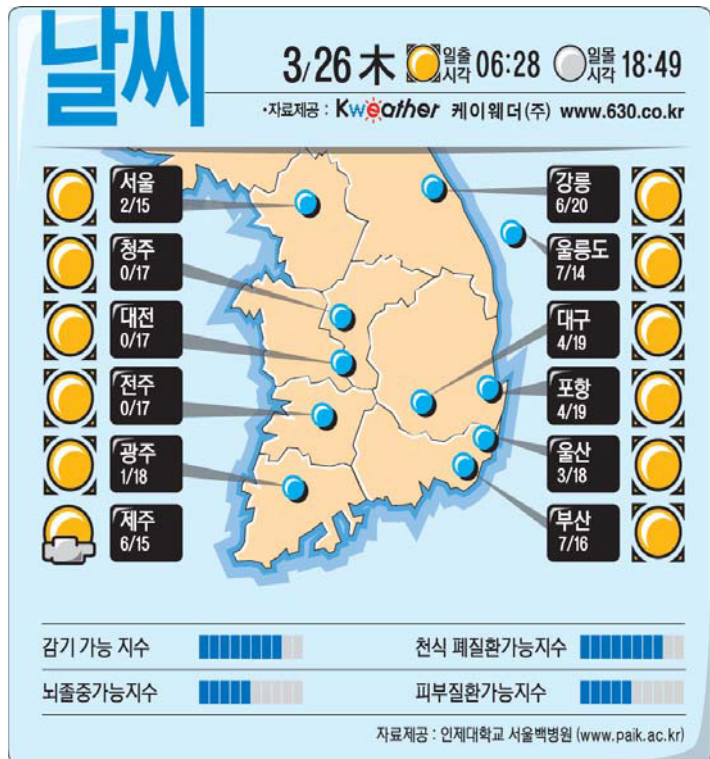 날씨
3/26 木 일출시각 06:28 일몰시각 18:49
·자료제공 : Kweather 케이웨더(주) www.630.co.kr
서울
2/15
청주
0/17
대전
0/17
전주
0/17
광주
1/18
제주
6/15
강릉
6/20
울릉도
7/14
대구
4/19
포항
4/19
울산
3/18
부산
7/16
감기 가능 지수
천식 폐질환가능지수
뇌졸중가능지수
피부질환가능지수
자료제공 : 인제대학교 서울백병원 (www.paik.ac.kr)